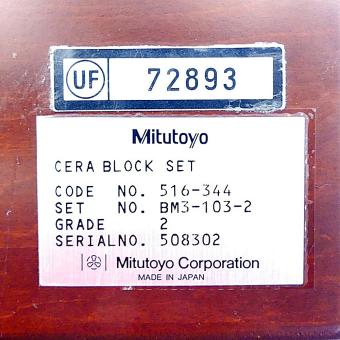 UF 72893
Mitutoyo
CERA BLOCK SET
CODE NO. 516-344
SET NO. BM3-103-2
GRADE 2
SERIALNO. 508302
Mitutoyo Corporation
MADE IN JAPAN